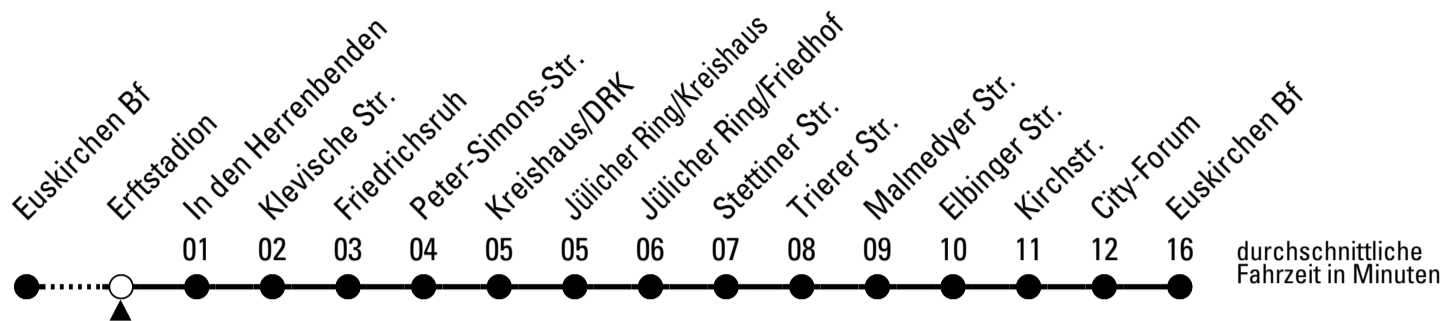 Euskirchen Bf
Erftstadion
In den Herrenbenden
Klevische Str.
Friedrichsruh
Peter-Simons-Str.
Kreishaus/DRK
Jülicher Ring/Kreishaus
Jülicher Ring/Friedhof
Stettiner Str.
Trierer Str.
Malmedyer Str.
Elbinger Str.
Kirchstr.
City-Forum
Euskirchen Bf
01 02 03 04 05 05 06 07 08 09 10 11 12 16
durchschnittliche
Fahrzeit in Minuten